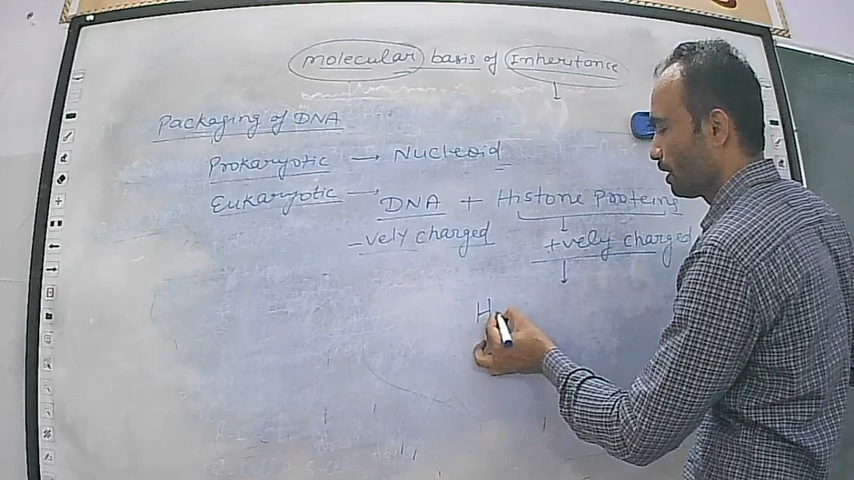 Molecular basis of Inheritance
Packaging of DNA
Prokaryotic → Nucleoid
Eukaryotic → DNA + Histone Proteins
-vely charged +vely charged
H